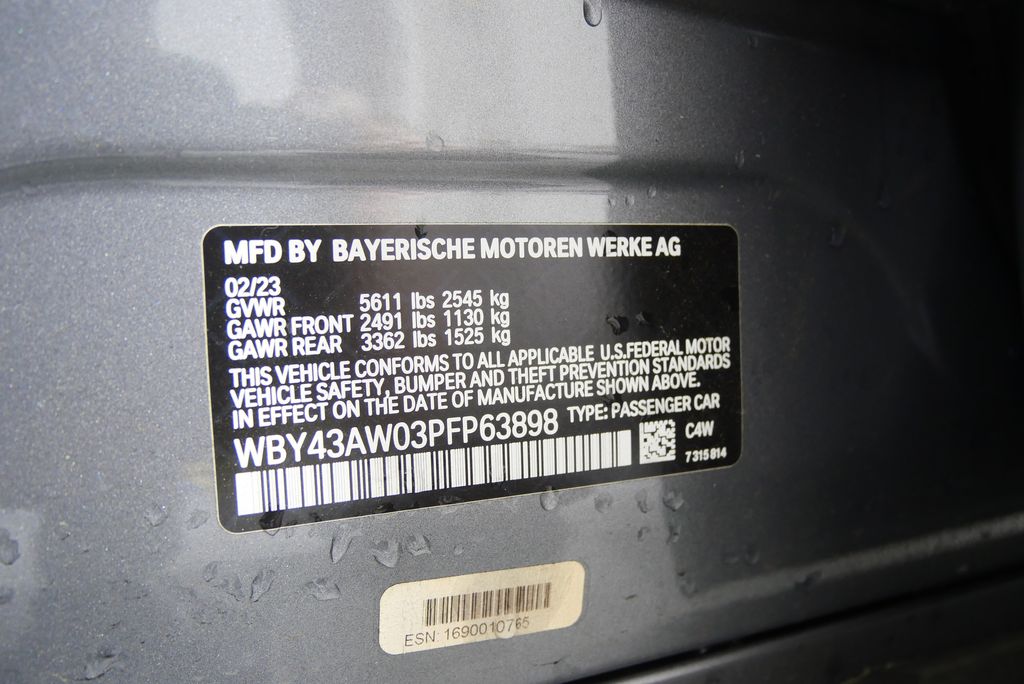 MFD BY BAYERISCHE MOTOREN WERKE AG
02/23
GVWR 5611 lbs 2545 kg
GAWR FRONT 2491 lbs 1130 kg
GAWR REAR 3362 lbs 1525 kg
THIS VEHICLE CONFORMS TO ALL APPLICABLE U.S.FEDERAL MOTOR
VEHICLE SAFETY, BUMPER AND THEFT PREVENTION STANDARDS
IN EFFECT ON THE DATE OF MANUFACTURE SHOWN ABOVE.
WBY43AW03PFP63898 TYPE: PASSENGER CAR
C4W
7315814
ESN: 1690010765